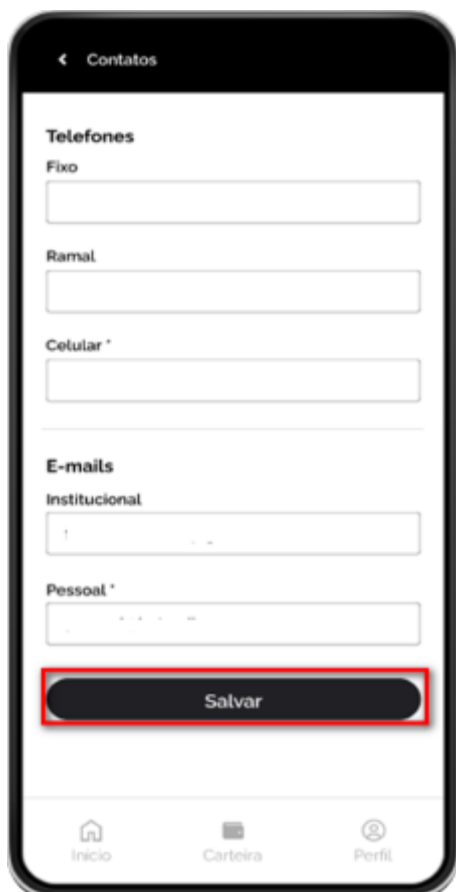 Contatos
Telefones
Fixo
Ramal
Celular *
E-mails
Institucional
Pessoal *
Salvar
Início
Carteira
Perfil